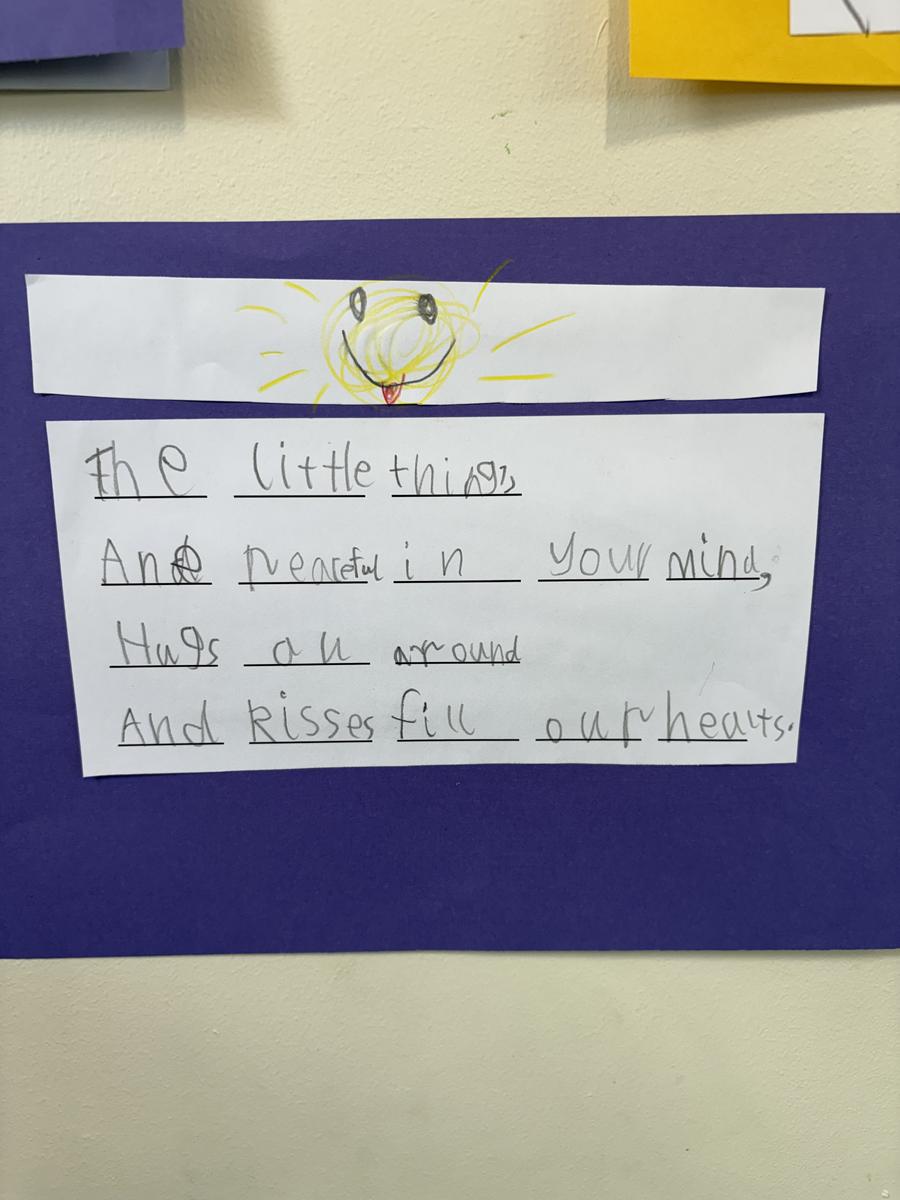 The little things,
And peaceful in your mind,
Hugs all around
And kisses fill our hearts.